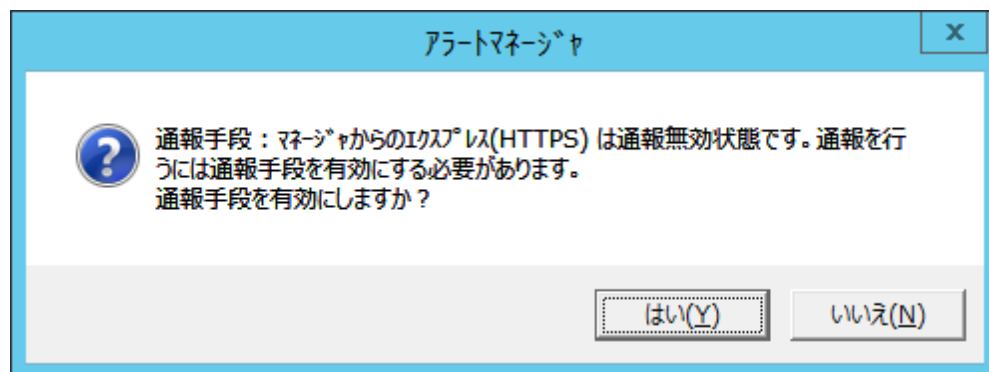 ｱﾗｰﾄﾏﾈｰｼﾞｬ
x
通報手段：ﾏﾈｰｼﾞｬからのｴｸｽﾌﾟﾚｽ(HTTPS) は通報無効状態です。通報を行
うには通報手段を有効にする必要があります。
通報手段を有効にしますか？
はい(Y) いいえ(N)